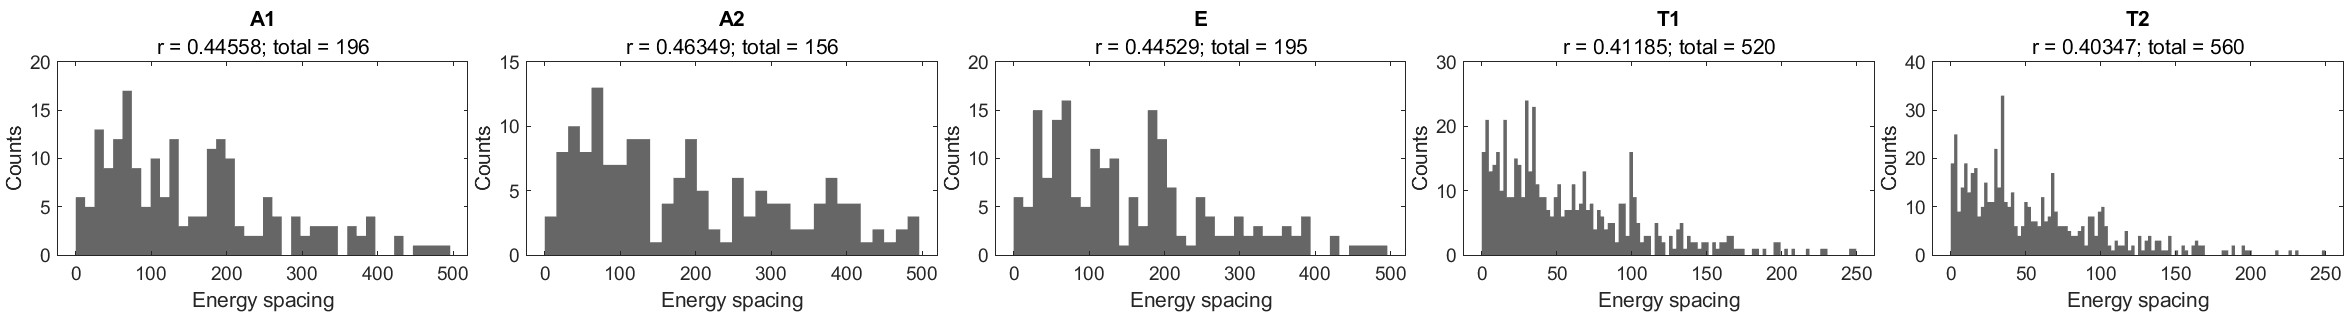 A1
r = 0.44558; total = 196
20
15
10
5
0
Counts
0 100 200 300 400 500
Energy spacing
A2
r = 0.46349; total = 156
15
10
5
0
Counts
0 100 200 300 400 500
Energy spacing
E
r = 0.44529; total = 195
20
15
10
5
0
Counts
0 100 200 300 400 500
Energy spacing
T1
r = 0.41185; total = 520
30
20
10
0
Counts
0 50 100 150 200 250
Energy spacing
T2
r = 0.40347; total = 560
40
30
20
10
0
Counts
0 50 100 150 200 250
Energy spacing